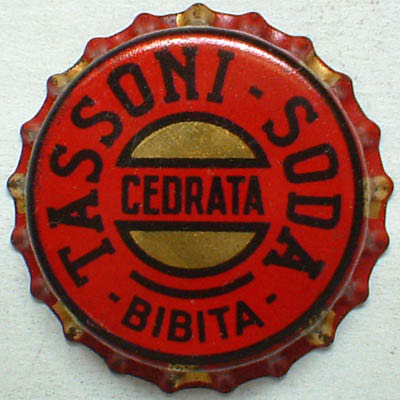 TASSONI - SODA
CEDRATA
- BIBITA -